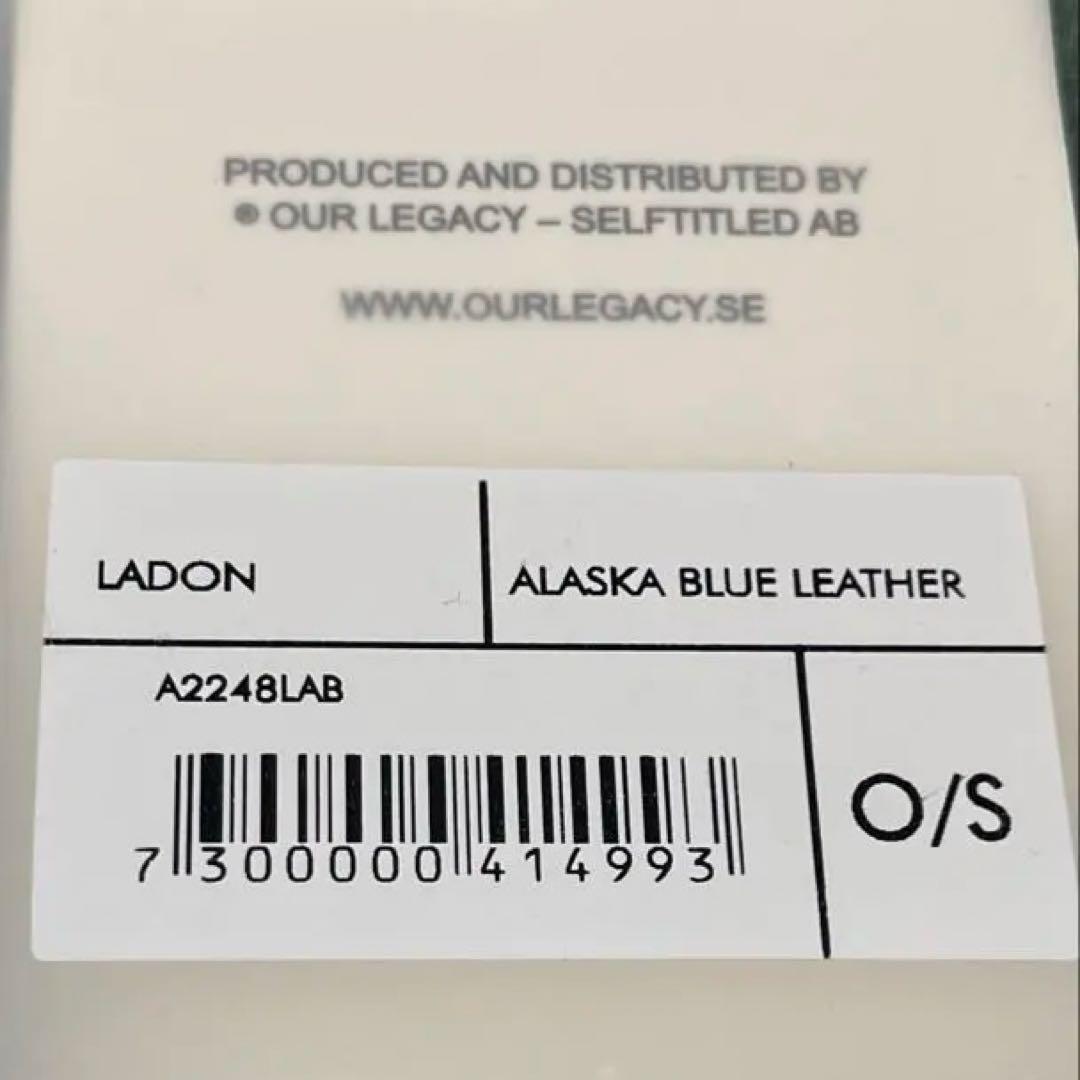 PRODUCED AND DISTRIBUTED BY
® OUR LEGACY – SELFTITLED AB
WWW.OURLEGACY.SE
LADON
ALASKA BLUE LEATHER
A2248LAB
7 300000 414993
O/S